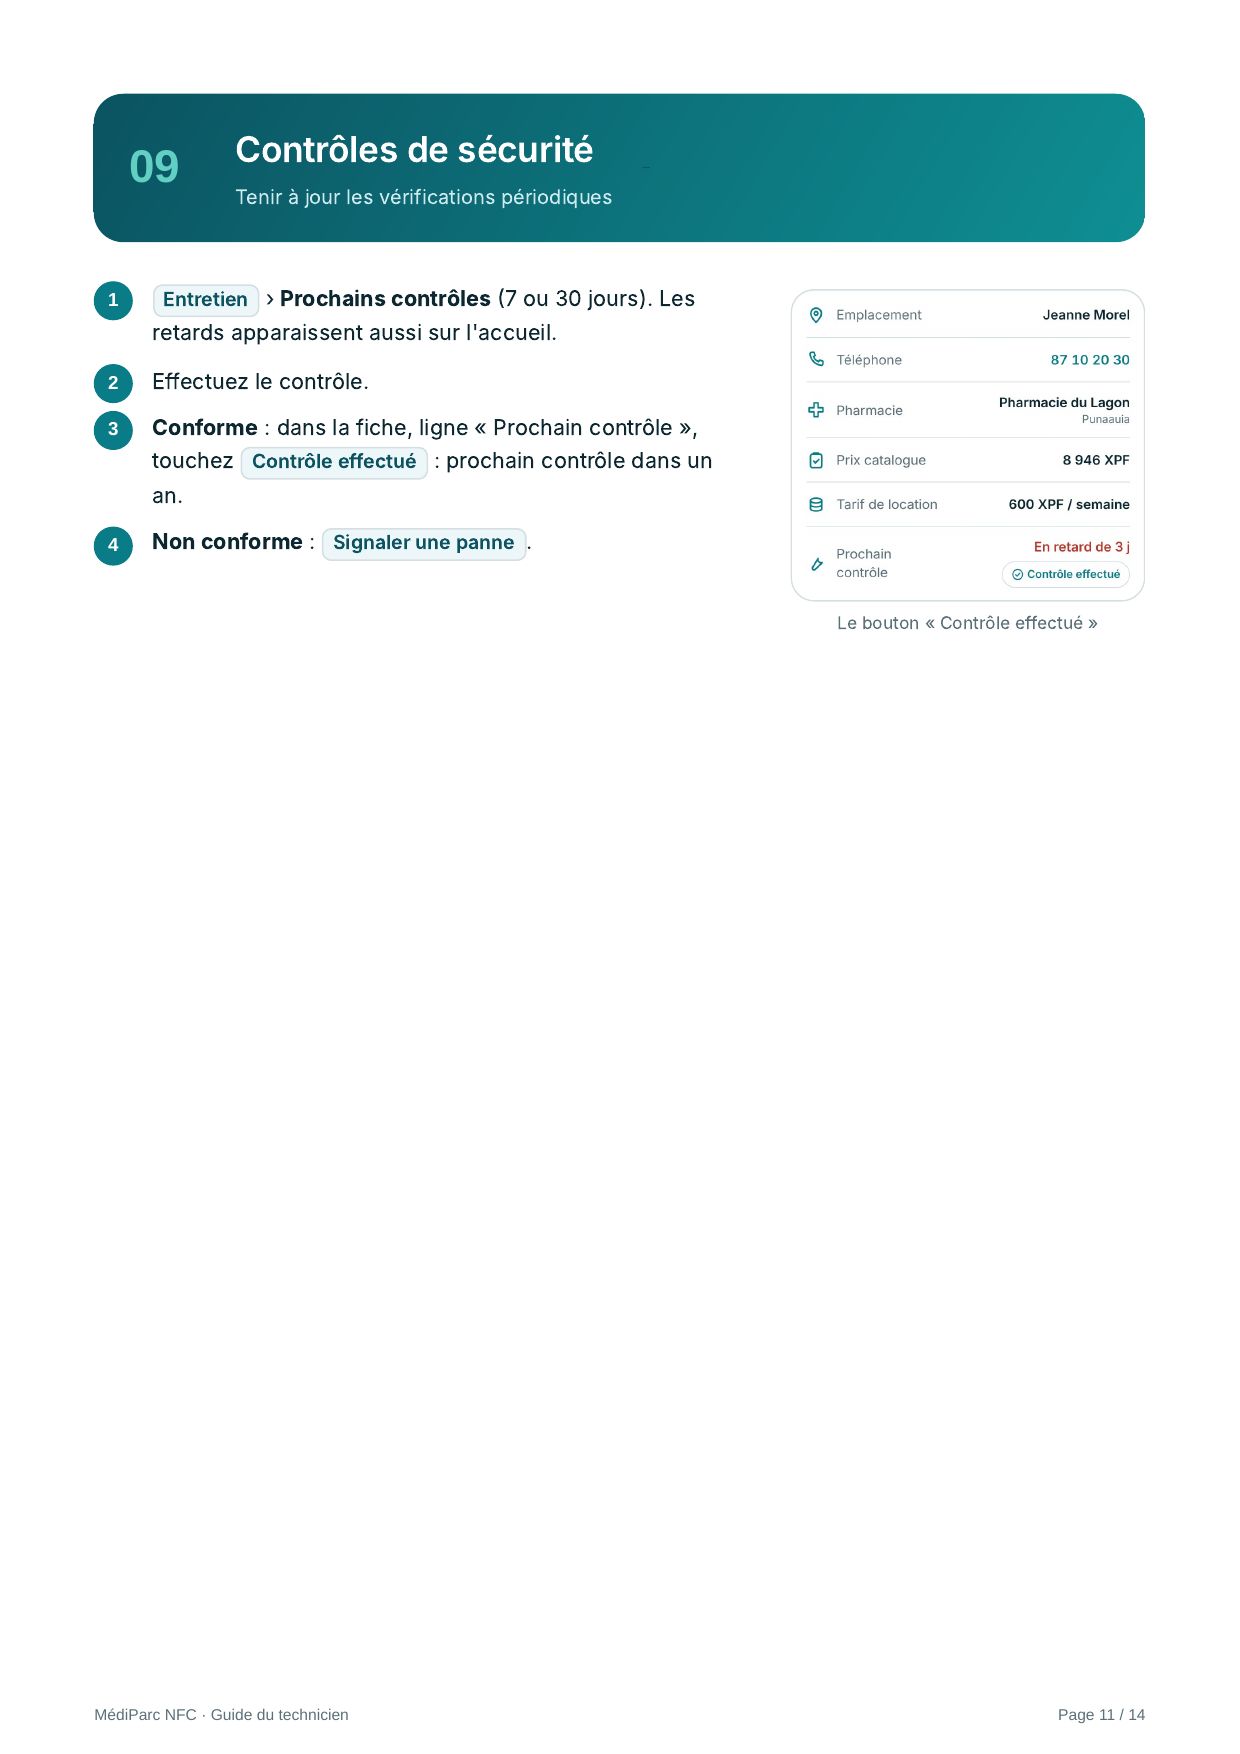 09
Contrôles de sécurité
Tenir à jour les vérifications périodiques
1
Entretien › Prochains contrôles (7 ou 30 jours). Les
retards apparaissent aussi sur l'accueil.
2
Effectuez le contrôle.
3
Conforme : dans la fiche, ligne « Prochain contrôle »,
touchez Contrôle effectué : prochain contrôle dans un
an.
4
Non conforme : Signaler une panne.
Emplacement Jeanne Morel
Téléphone 87 10 20 30
Pharmacie Pharmacie du Lagon
Punaauia
Prix catalogue 8 946 XPF
Tarif de location 600 XPF / semaine
Prochain
contrôle
En retard de 3 j
Contrôle effectué
Le bouton « Contrôle effectué »
MédiParc NFC · Guide du technicien
Page 11 / 14